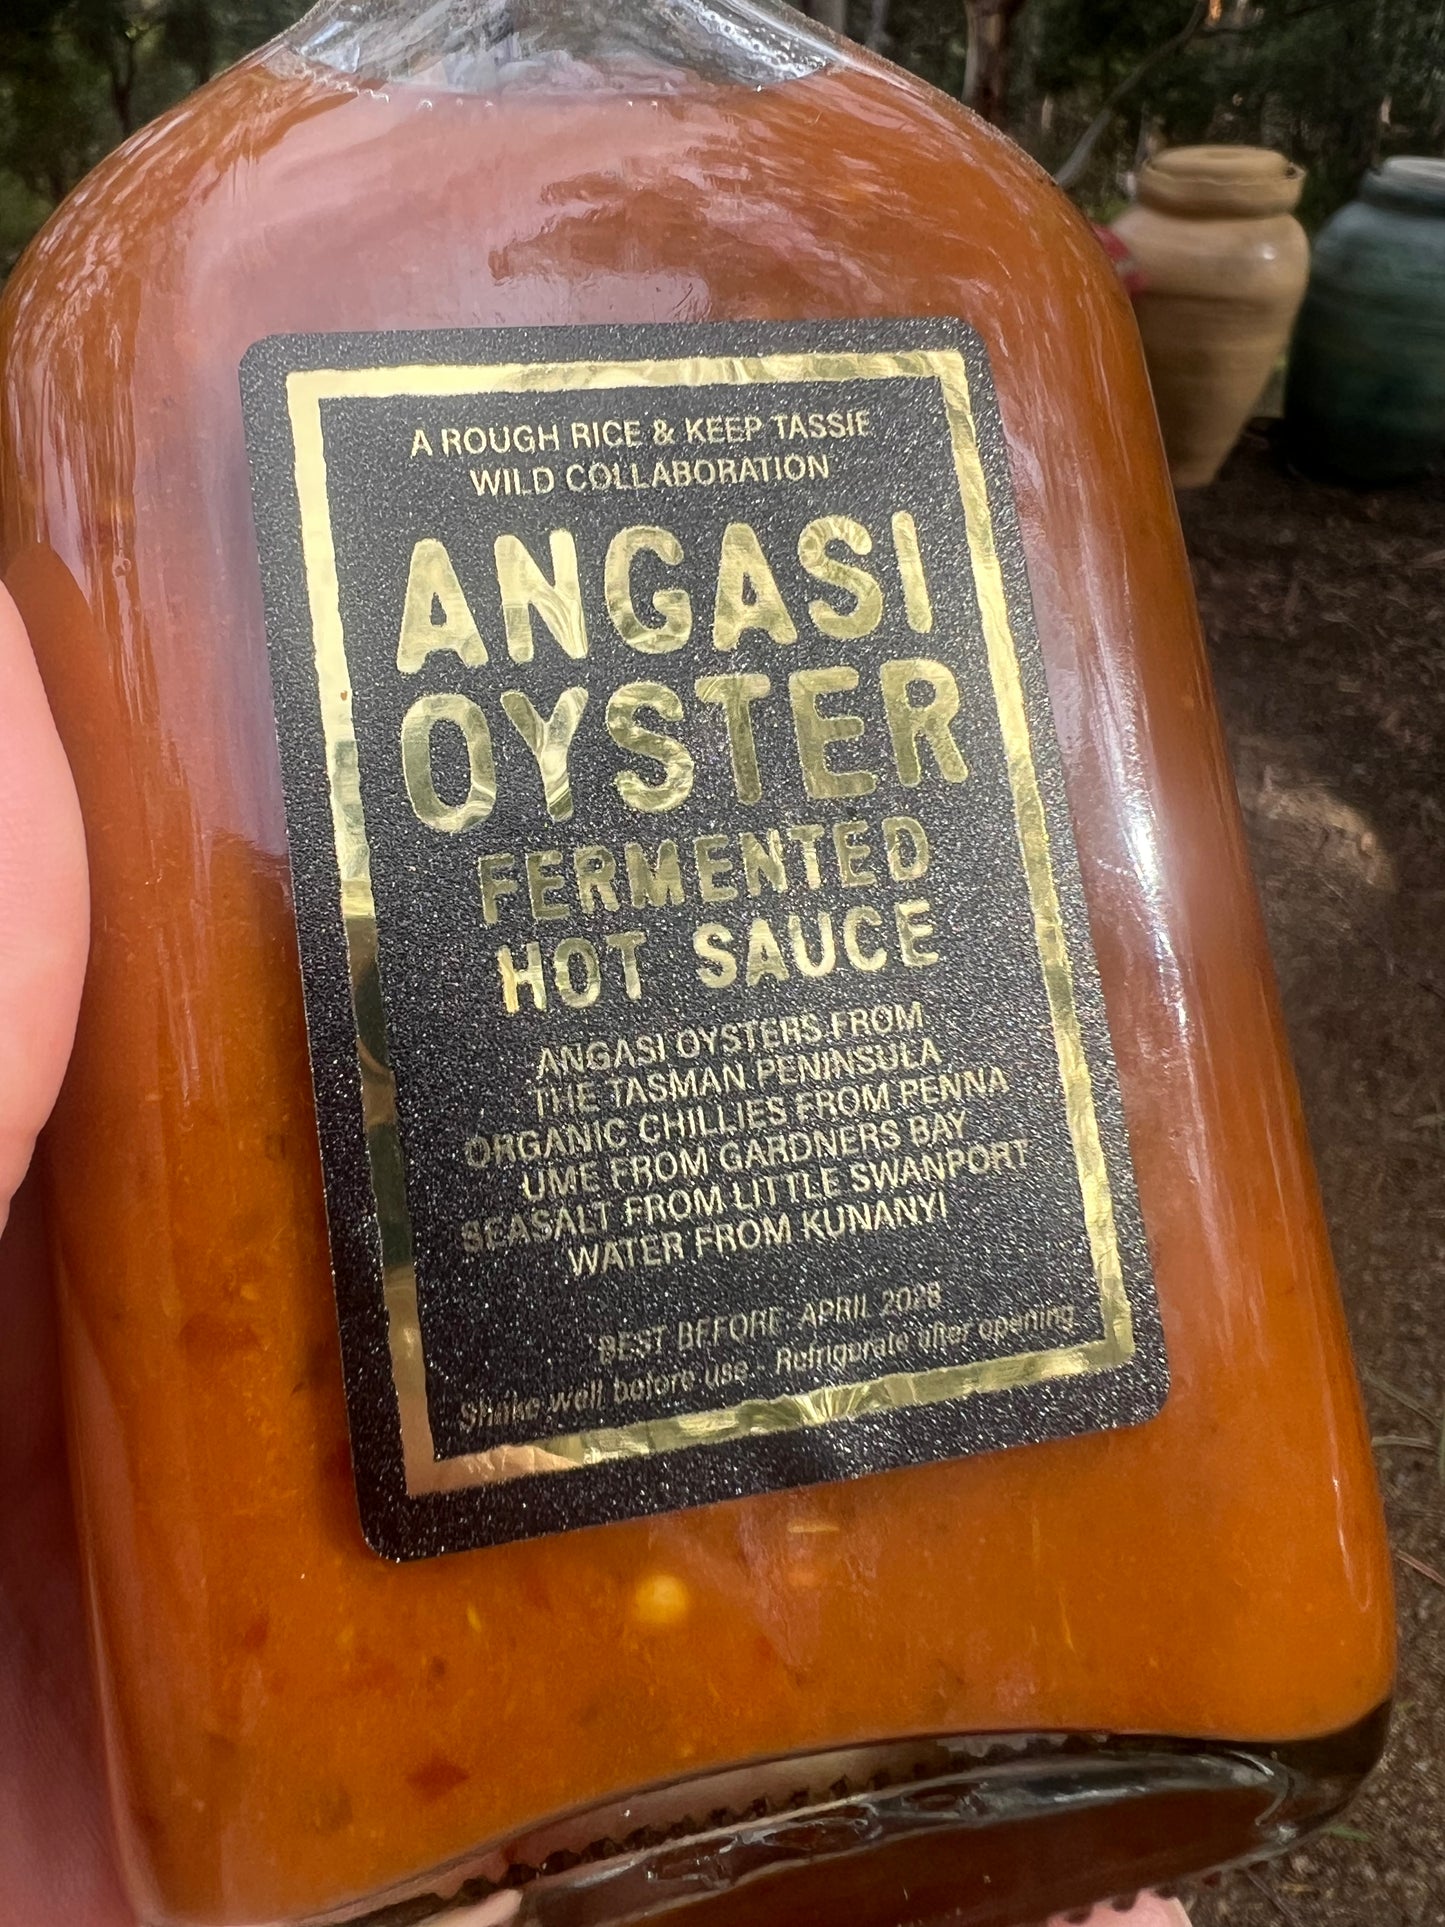 A ROUGH RICE & KEEP TASSIE
WILD COLLABORATION
ANGASI
OYSTER
FERMENTED
HOT SAUCE
ANGASI OYSTERS FROM
THE TASMAN PENINSULA
ORGANIC CHILLIES FROM PENNA
UME FROM GARDNERS BAY
SEASALT FROM LITTLE SWANPORT
WATER FROM KUNANYI
BEST BEFORE APRIL 2028
Shake well before use - Refrigerate after opening